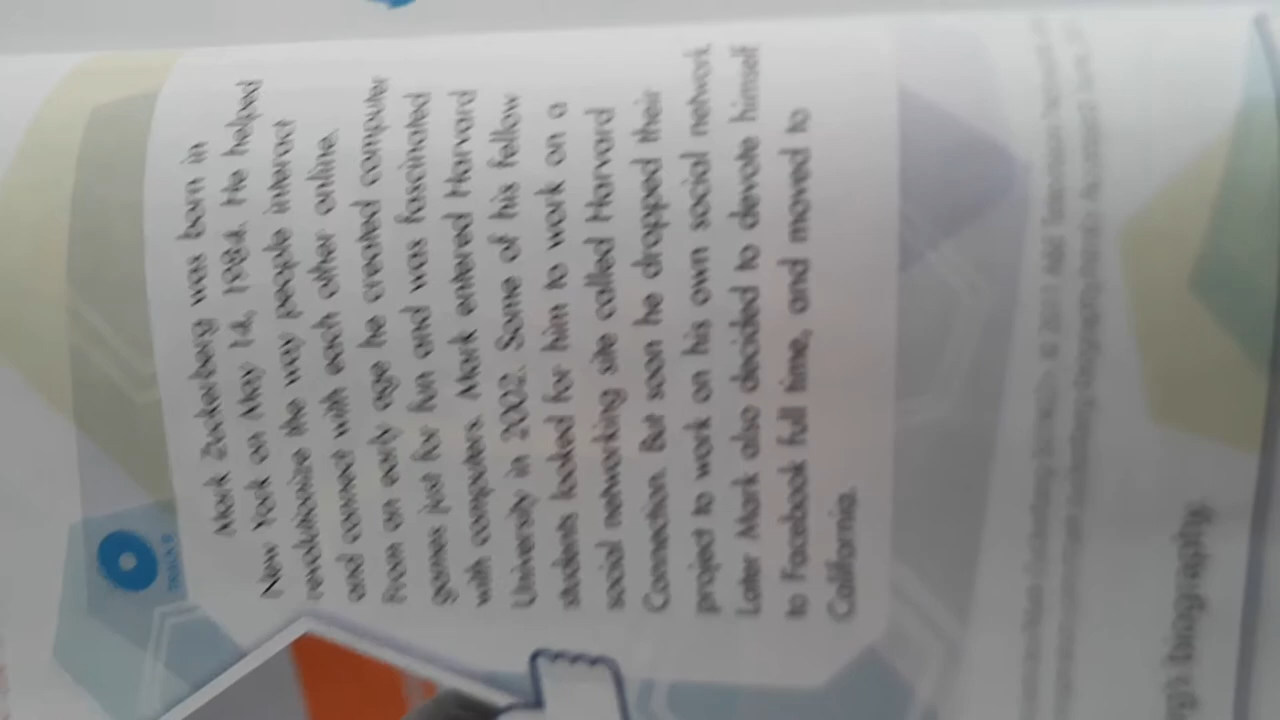 TRACK 9
Mark Zuckerberg was born in
New York on May 14, 1984. He helped
revolutionize the way people interact
and connect with each other online.
From an early age he created computer
games just for fun and was fascinated
with computers. Mark entered Harvard
University in 2002. Some of his fellow
students looked for him to work on a
social networking site called Harvard
Connection. But soon he dropped their
project to work on his own social network.
Later Mark also decided to devote himself
to Facebook full time, and moved to
California.
biography.